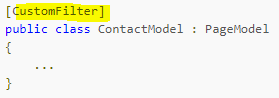 [CustomFilter]
public class ContactModel : PageModel
{
...
}